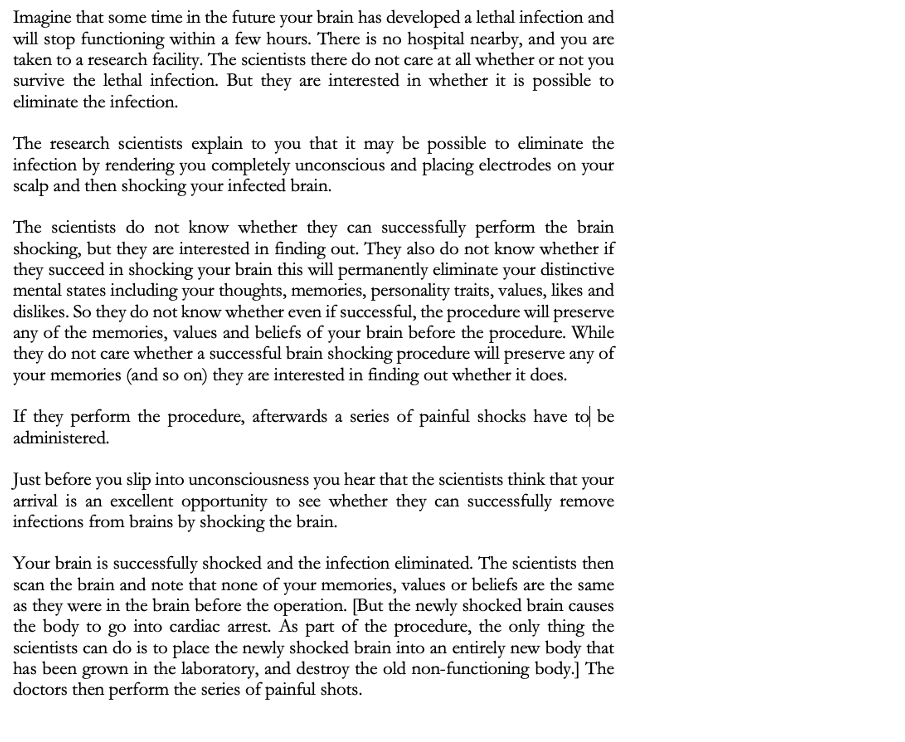 Imagine that some time in the future your brain has developed a lethal infection and
will stop functioning within a few hours. There is no hospital nearby, and you are
taken to a research facility. The scientists there do not care at all whether or not you
survive the lethal infection. But they are interested in whether it is possible to
eliminate the infection.
The research scientists explain to you that it may be possible to eliminate the
infection by rendering you completely unconscious and placing electrodes on your
scalp and then shocking your infected brain.
The scientists do not know whether they can successfully perform the brain
shocking, but they are interested in finding out. They also do not know whether if
they succeed in shocking your brain this will permanently eliminate your distinctive
mental states including your thoughts, memories, personality traits, values, likes and
dislikes. So they do not know whether even if successful, the procedure will preserve
any of the memories, values and beliefs of your brain before the procedure. While
they do not care whether a successful brain shocking procedure will preserve any of
your memories (and so on) they are interested in finding out whether it does.
If they perform the procedure, afterwards a series of painful shocks have to be
administered.
Just before you slip into unconsciousness you hear that the scientists think that your
arrival is an excellent opportunity to see whether they can successfully remove
infections from brains by shocking the brain.
Your brain is successfully shocked and the infection eliminated. The scientists then
scan the brain and note that none of your memories, values or beliefs are the same
as they were in the brain before the operation. [But the newly shocked brain causes
the body to go into cardiac arrest. As part of the procedure, the only thing the
scientists can do is to place the newly shocked brain into an entirely new body that
has been grown in the laboratory, and destroy the old non-functioning body.] The
doctors then perform the series of painful shots.